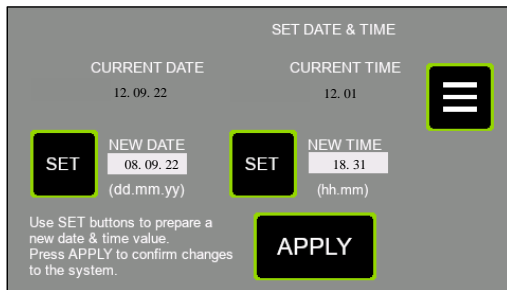 SET DATE & TIME
CURRENT DATE
CURRENT TIME
12. 09. 22
12. 01
SET
NEW DATE
08. 09. 22
(dd.mm.yy)
SET
NEW TIME
18. 31
(hh.mm)
Use SET buttons to prepare a
new date & time value.
Press APPLY to confirm changes
to the system.
APPLY